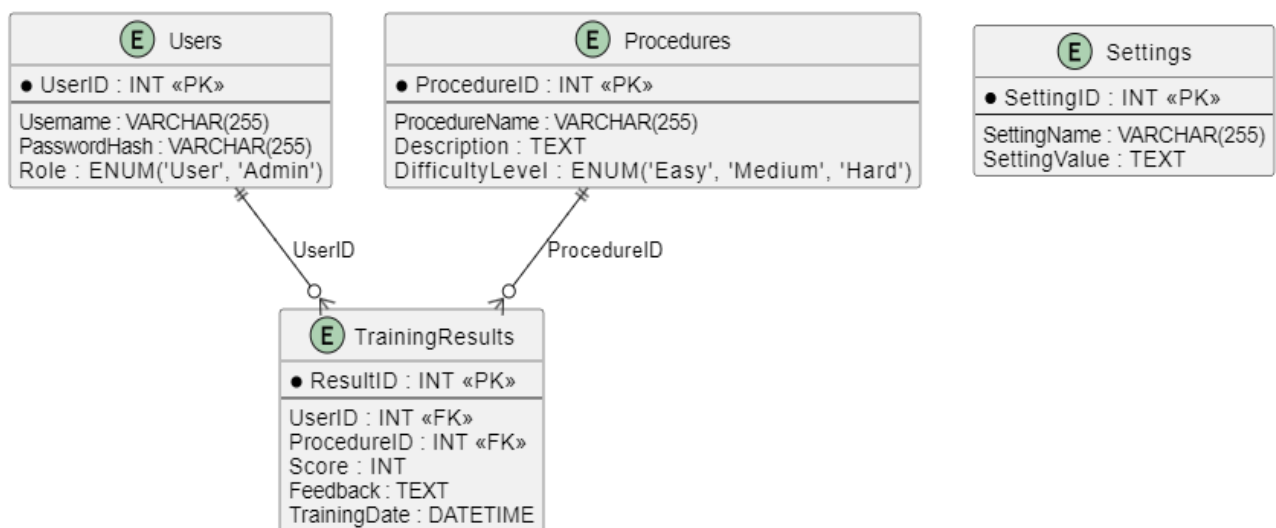 E Users
● UserID : INT «PK»
Username : VARCHAR(255)
PasswordHash : VARCHAR(255)
Role : ENUM('User', 'Admin')
E Procedures
● ProcedureID : INT «PK»
ProcedureName : VARCHAR(255)
Description : TEXT
DifficultyLevel : ENUM('Easy', 'Medium', 'Hard')
E Settings
● SettingID : INT «PK»
SettingName : VARCHAR(255)
SettingValue : TEXT
UserID
ProcedureID
E TrainingResults
● ResultID : INT «PK»
UserID : INT «FK»
ProcedureID : INT «FK»
Score : INT
Feedback : TEXT
TrainingDate : DATETIME